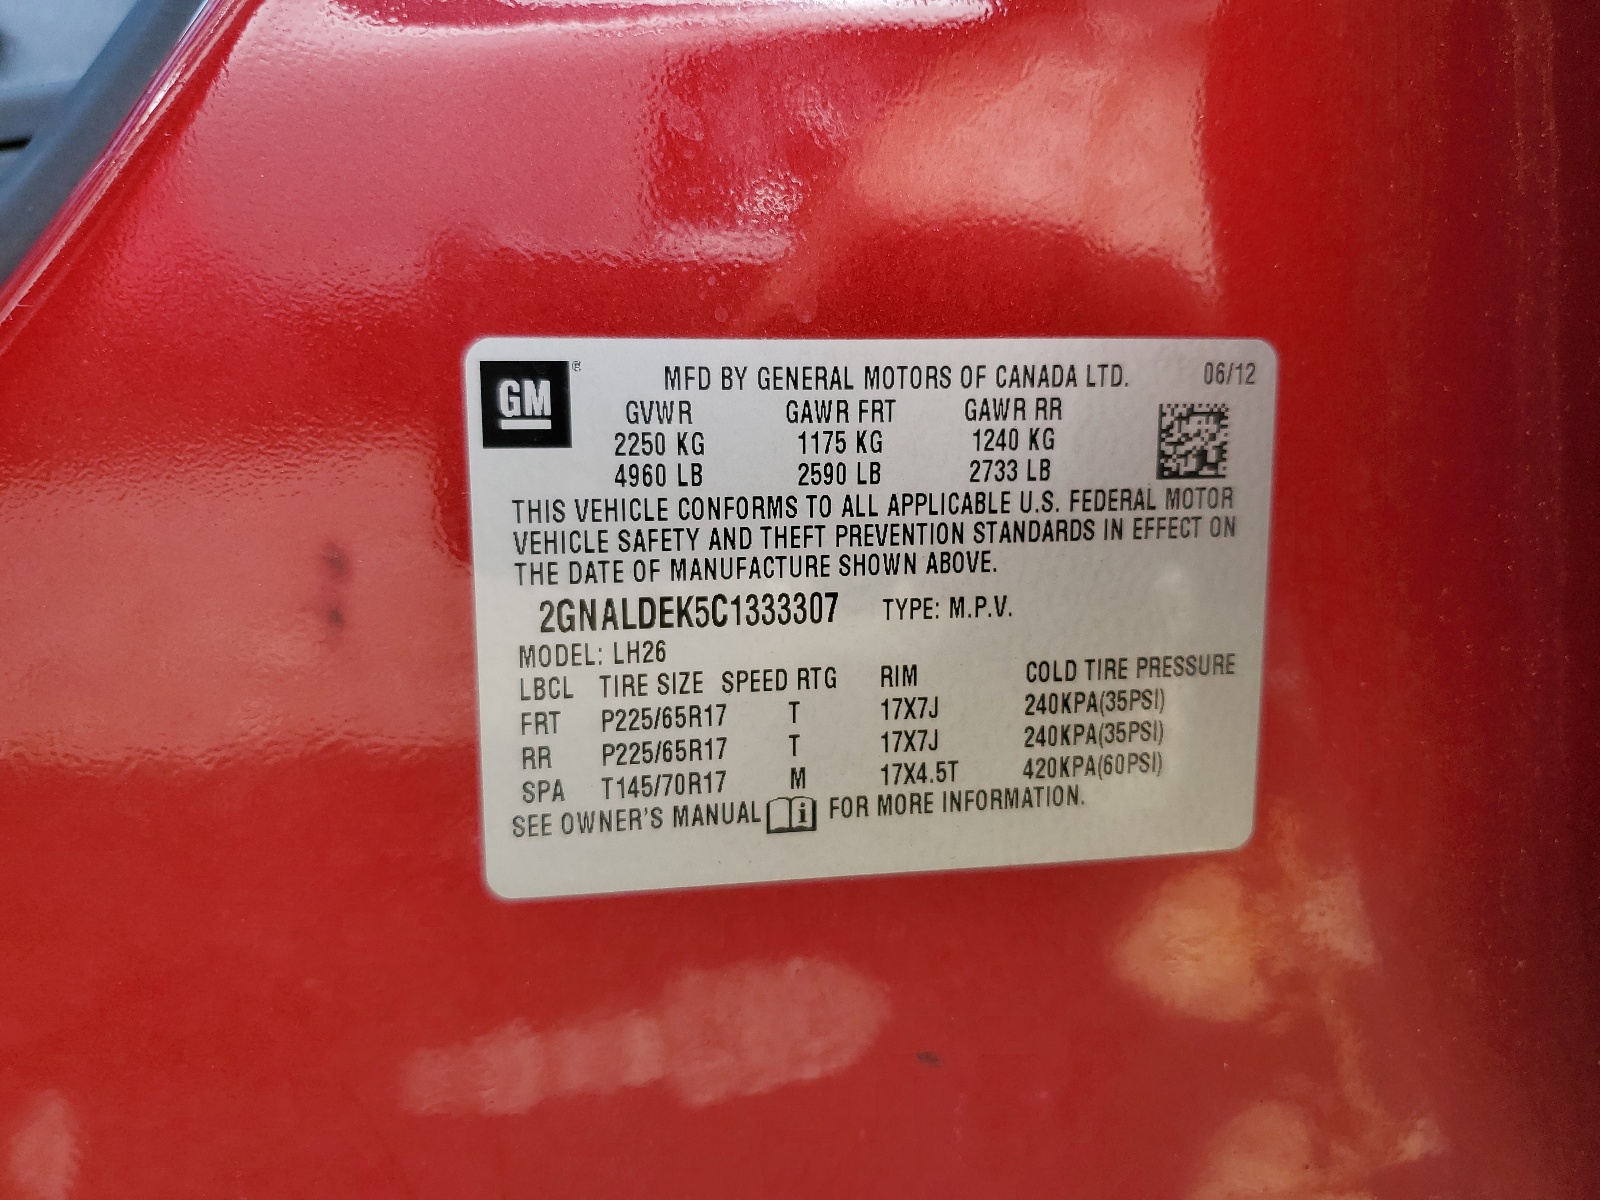 GM ®
MFD BY GENERAL MOTORS OF CANADA LTD. 06/12
GVWR GAWR FRT GAWR RR
2250 KG 1175 KG 1240 KG
4960 LB 2590 LB 2733 LB
THIS VEHICLE CONFORMS TO ALL APPLICABLE U.S. FEDERAL MOTOR
VEHICLE SAFETY AND THEFT PREVENTION STANDARDS IN EFFECT ON
THE DATE OF MANUFACTURE SHOWN ABOVE.
2GNALDEK5C1333307 TYPE: M.P.V.
MODEL: LH26
LBCL TIRE SIZE SPEED RTG RIM COLD TIRE PRESSURE
FRT P225/65R17 T 17X7J 240KPA(35PSI)
RR P225/65R17 T 17X7J 240KPA(35PSI)
SPA T145/70R17 M 17X4.5T 420KPA(60PSI)
SEE OWNER'S MANUAL i FOR MORE INFORMATION.